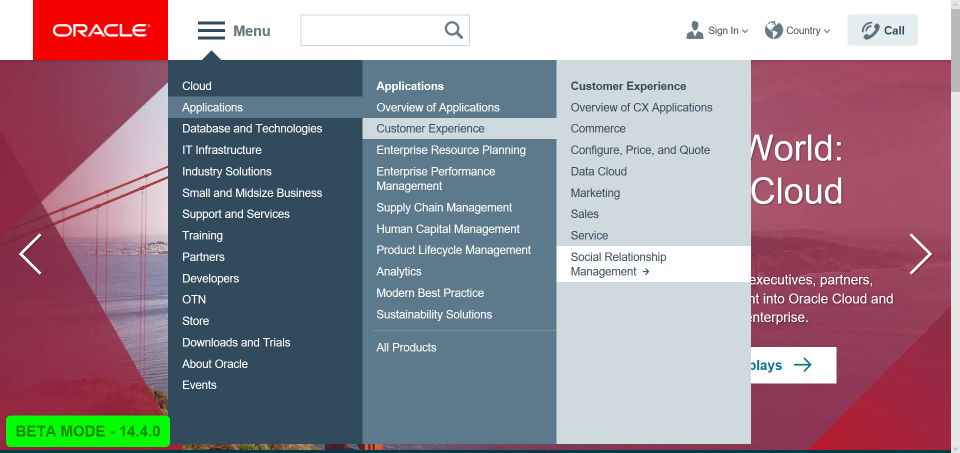 ORACLE
Menu
Sign In
Country
Call
Cloud
Applications
Database and Technologies
IT Infrastructure
Industry Solutions
Small and Midsize Business
Support and Services
Training
Partners
Developers
OTN
Store
Downloads and Trials
About Oracle
Events
Applications
Overview of Applications
Customer Experience
Enterprise Resource Planning
Enterprise Performance
Management
Supply Chain Management
Human Capital Management
Product Lifecycle Management
Analytics
Modern Best Practice
Sustainability Solutions
All Products
Customer Experience
Overview of CX Applications
Commerce
Configure, Price, and Quote
Data Cloud
Marketing
Sales
Service
Social Relationship
Management →
World:
Cloud
executives, partners,
into Oracle Cloud and
enterprise.
BETA MODE - 14.4.0